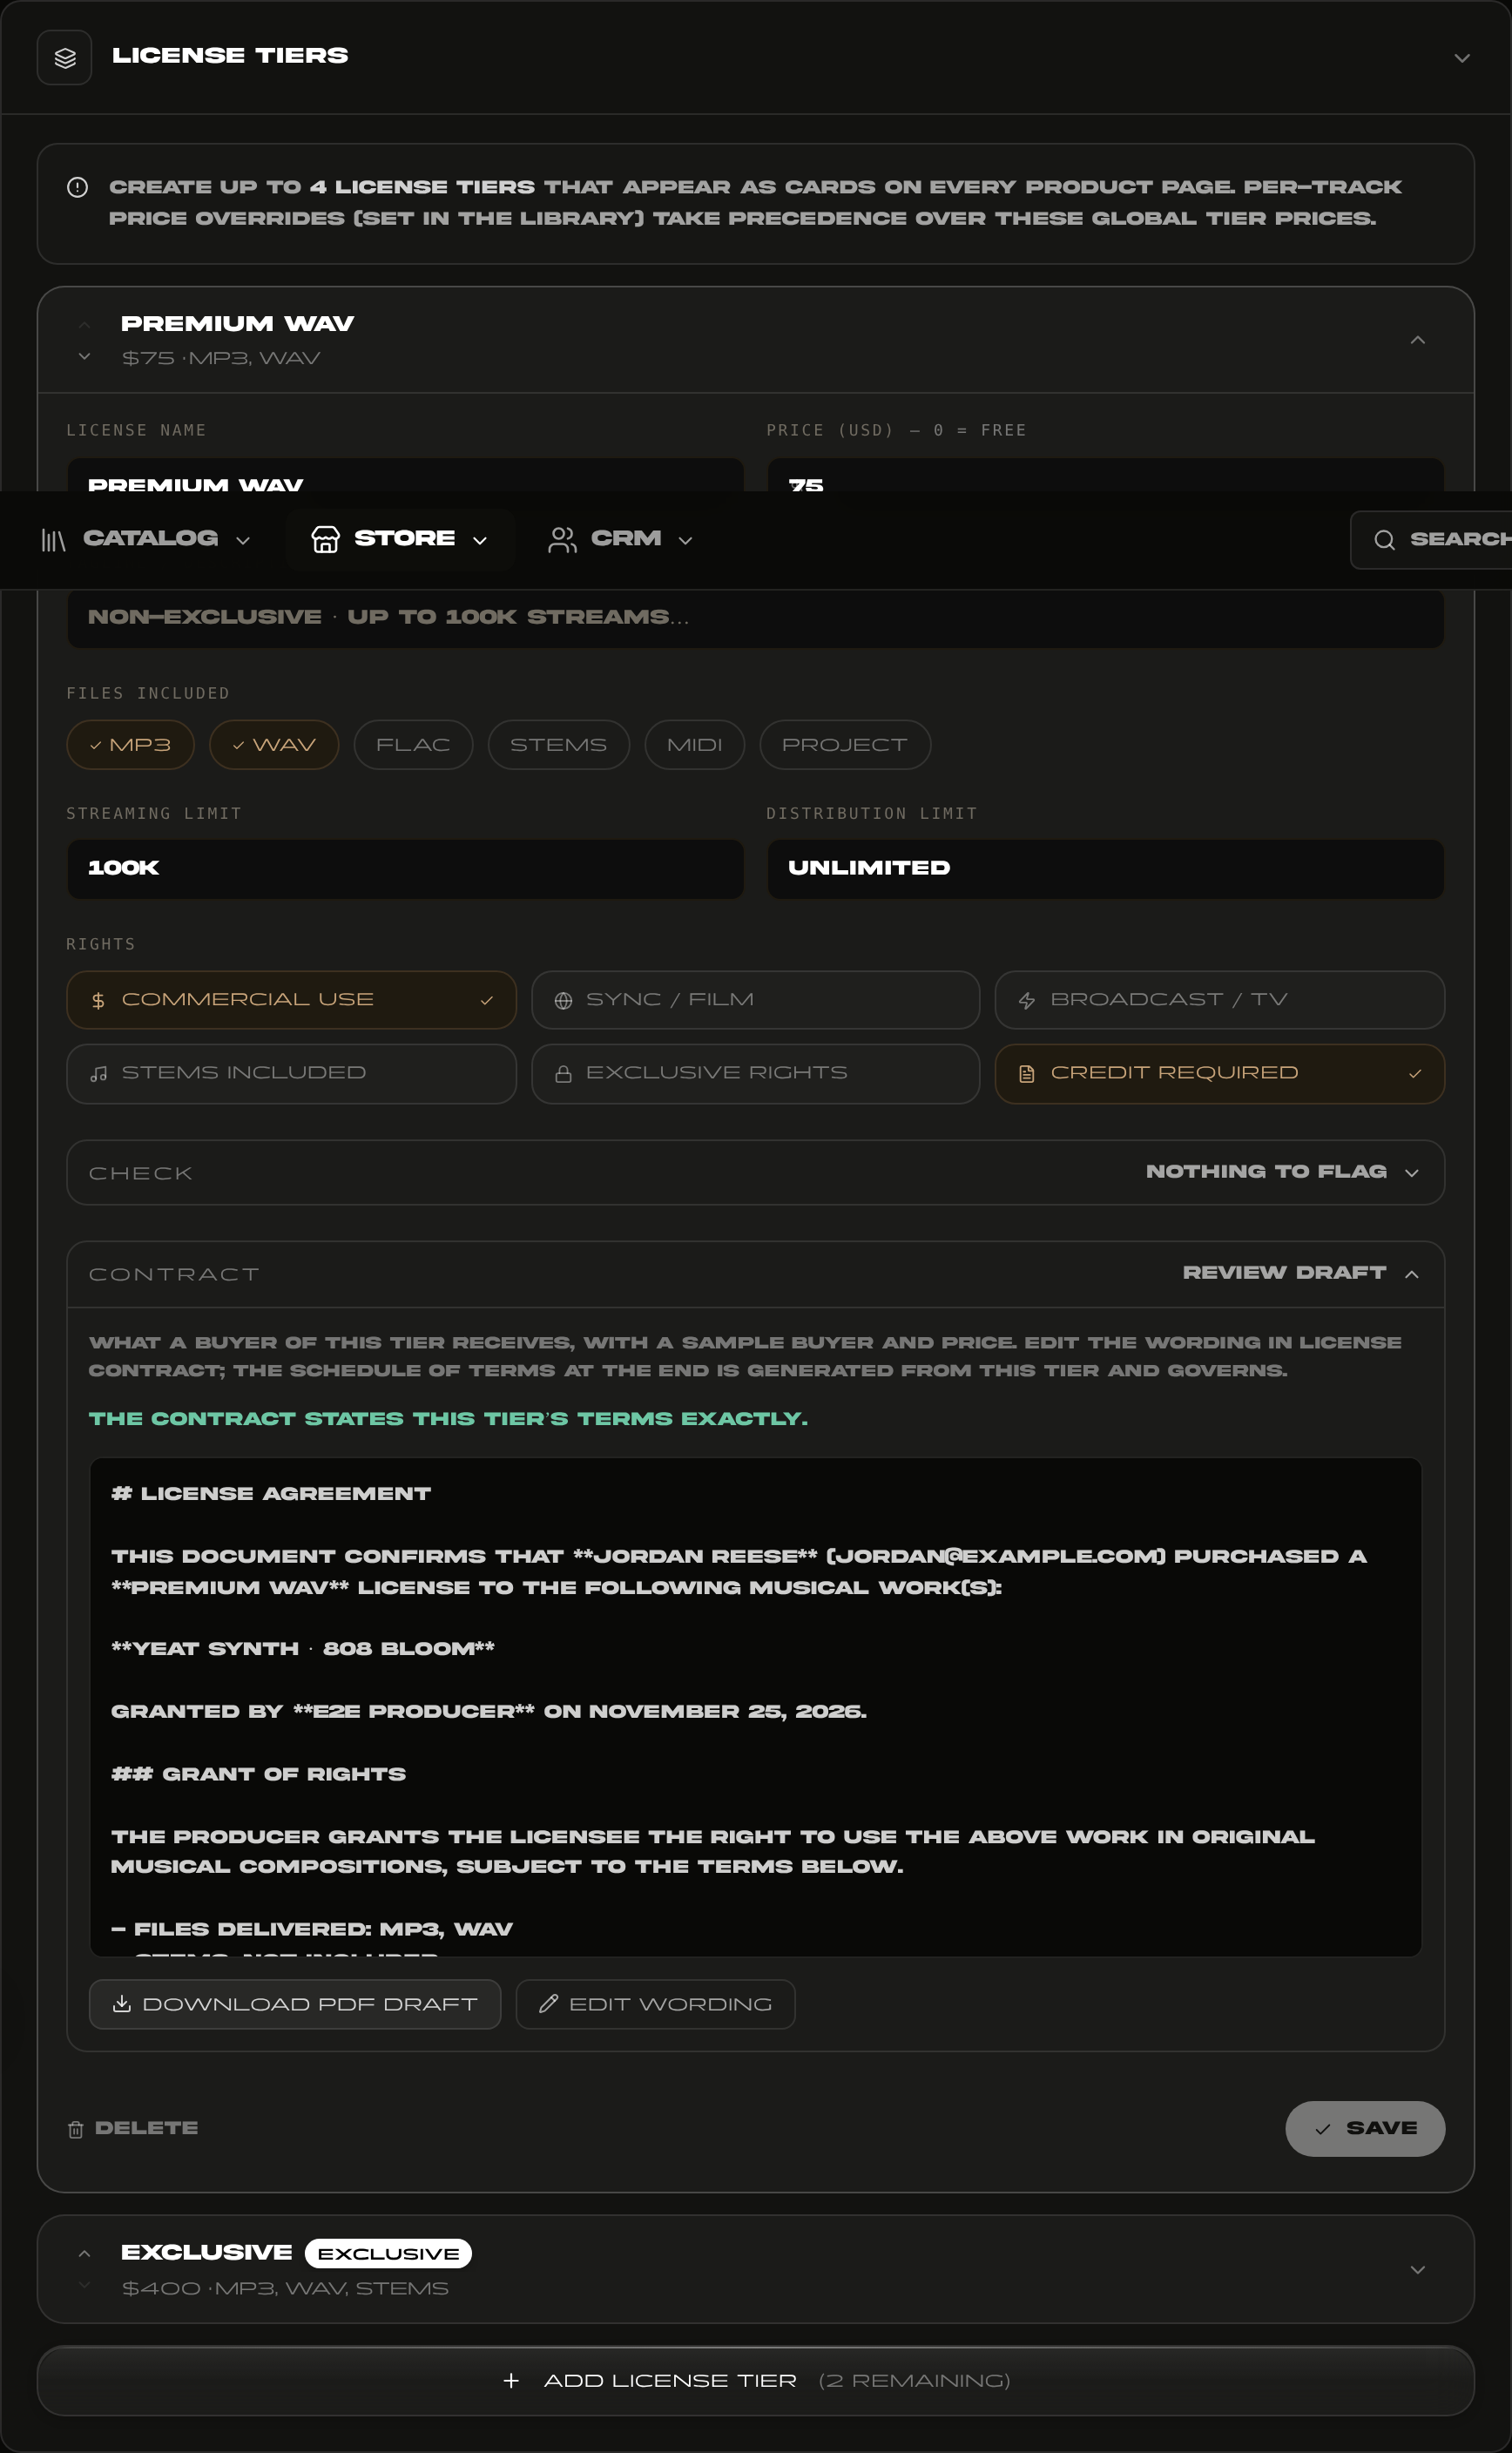 LICENSE TIERS
CREATE UP TO 4 LICENSE TIERS THAT APPEAR AS CARDS ON EVERY PRODUCT PAGE. PER-TRACK
PRICE OVERRIDES (SET IN THE LIBRARY) TAKE PRECEDENCE OVER THESE GLOBAL TIER PRICES.
PREMIUM WAV
$75 · MP3, WAV
LICENSE NAME
PRICE (USD) — 0 = FREE
PREMIUM WAV
75
CATALOG
STORE
CRM
SEARCH
NON-EXCLUSIVE · UP TO 100K STREAMS...
FILES INCLUDED
MP3
WAV
FLAC
STEMS
MIDI
PROJECT
STREAMING LIMIT
DISTRIBUTION LIMIT
100K
UNLIMITED
RIGHTS
COMMERCIAL USE
SYNC / FILM
BROADCAST / TV
STEMS INCLUDED
EXCLUSIVE RIGHTS
CREDIT REQUIRED
CHECK
NOTHING TO FLAG
CONTRACT
REVIEW DRAFT
WHAT A BUYER OF THIS TIER RECEIVES, WITH A SAMPLE BUYER AND PRICE. EDIT THE WORDING IN LICENSE
CONTRACT; THE SCHEDULE OF TERMS AT THE END IS GENERATED FROM THIS TIER AND GOVERNS.
THE CONTRACT STATES THIS TIER'S TERMS EXACTLY.
# LICENSE AGREEMENT
THIS DOCUMENT CONFIRMS THAT **JORDAN REESE** (JORDAN@EXAMPLE.COM) PURCHASED A
**PREMIUM WAV** LICENSE TO THE FOLLOWING MUSICAL WORK(S):
**YEAT SYNTH · 808 BLOOM**
GRANTED BY **E2E PRODUCER** ON NOVEMBER 25, 2026.
## GRANT OF RIGHTS
THE PRODUCER GRANTS THE LICENSEE THE RIGHT TO USE THE ABOVE WORK IN ORIGINAL
MUSICAL COMPOSITIONS, SUBJECT TO THE TERMS BELOW.
- FILES DELIVERED: MP3, WAV
DOWNLOAD PDF DRAFT
EDIT WORDING
DELETE
SAVE
EXCLUSIVE
EXCLUSIVE
$400 · MP3, WAV, STEMS
ADD LICENSE TIER
(2 REMAINING)